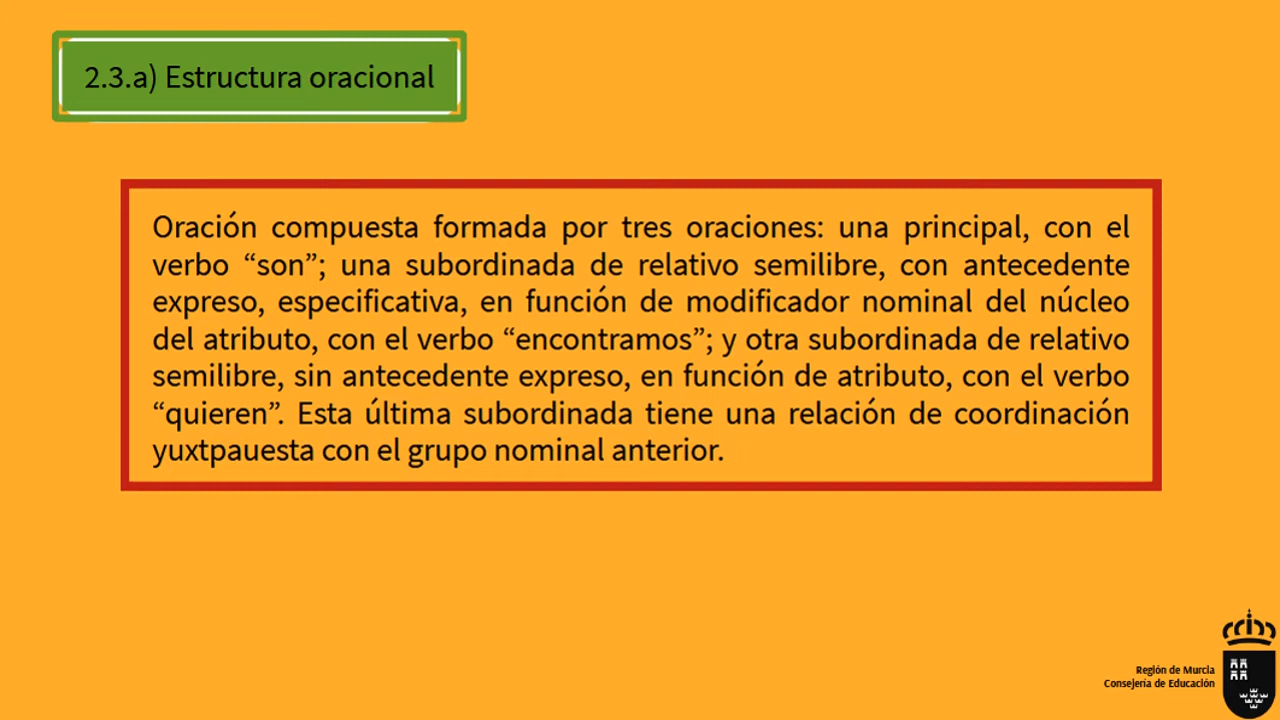 2.3.a) Estructura oracional
Oración compuesta formada por tres oraciones: una principal, con el
verbo “son”; una subordinada de relativo semilibre, con antecedente
expreso, especificativa, en función de modificador nominal del núcleo
del atributo, con el verbo “encontramos”; y otra subordinada de relativo
semilibre, sin antecedente expreso, en función de atributo, con el verbo
“quieren”. Esta última subordinada tiene una relación de coordinación
yuxtpauesta con el grupo nominal anterior.
Región de Murcia
Consejería de Educación